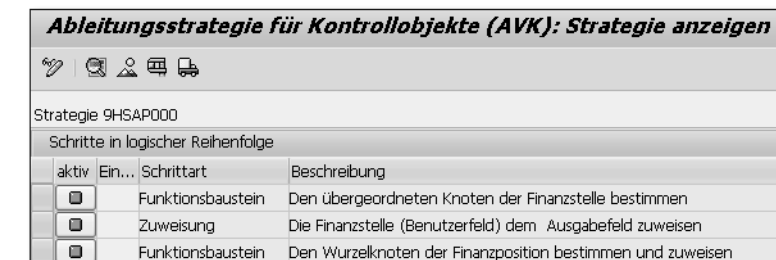 Ableitungsstrategie für Kontrollobjekte (AVK): Strategie anzeigen
Strategie 9HSAP000
Schritte in logischer Reihenfolge
aktiv Ein... Schrittart Beschreibung
Funktionsbaustein Den übergeordneten Knoten der Finanzstelle bestimmen
Zuweisung Die Finanzstelle (Benutzerfeld) dem Ausgabefeld zuweisen
Funktionsbaustein Den Wurzelknoten der Finanzposition bestimmen und zuweisen